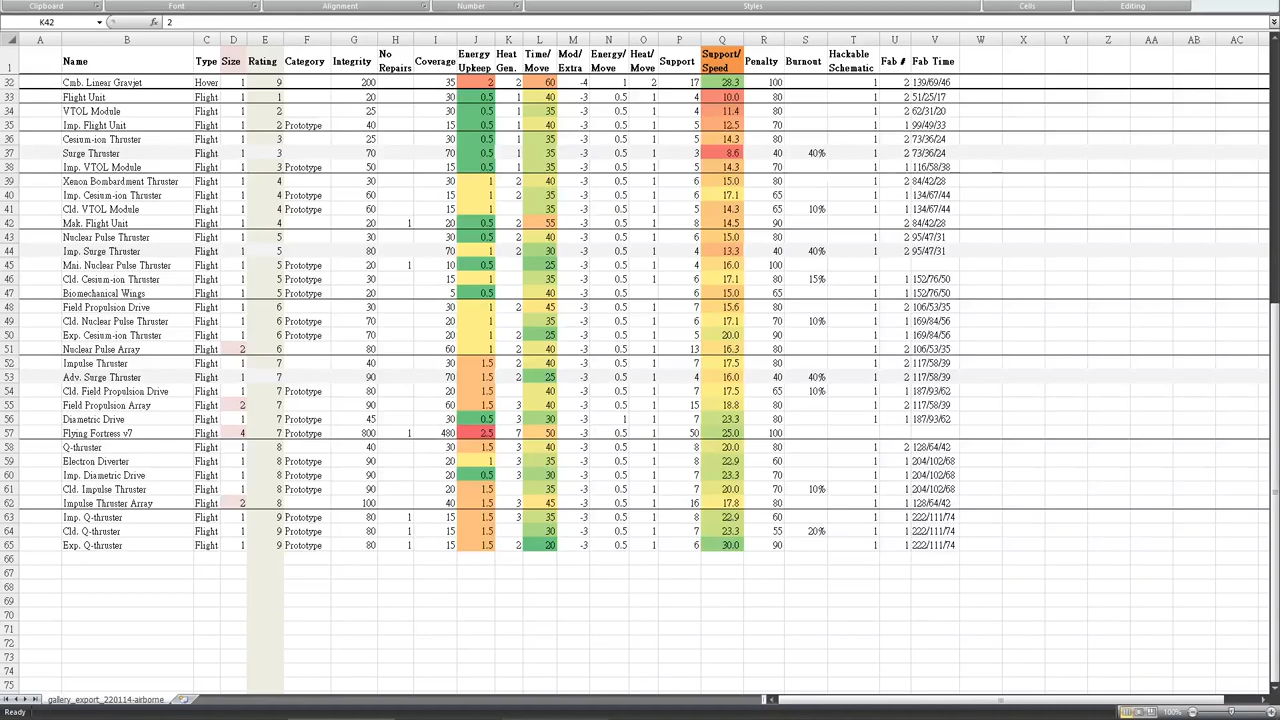 Clipboard Font Alignment Number Styles Cells Editing
K42 fx 2
A B C D E F G H I J K L M N O P Q R S T U V W X Y Z AA AB AC
1 Name Type Size Rating Category Integrity No Repairs Coverage Energy Upkeep Heat Gen. Time/ Move Mod/ Extra Energy/ Move Heat/ Move Support Support/ Speed Penalty Burnout Hackable Schematic Fab # Fab Time
32 Cmb. Linear Gravjet Hover 1 9 200 35 2 2 60 -4 1 2 17 28.3 100 1 2 139/69/46
33 Flight Unit Flight 1 1 20 30 0.5 1 40 -3 0.5 1 4 10.0 80 1 2 51/25/17
34 VTOL Module Flight 1 2 25 30 0.5 1 35 -3 0.5 1 4 11.4 80 1 2 62/31/20
35 Imp. Flight Unit Flight 1 2 Prototype 40 15 0.5 1 40 -3 0.5 1 5 12.5 70 1 1 99/49/33
36 Cesium-ion Thruster Flight 1 3 25 30 0.5 1 35 -3 0.5 1 5 14.3 80 1 2 73/36/24
37 Surge Thruster Flight 1 3 70 70 0.5 1 35 -3 0.5 1 3 8.6 40 40% 1 2 73/36/24
38 Imp. VTOL Module Flight 1 3 Prototype 50 15 0.5 1 35 -3 0.5 1 5 14.3 70 1 1 116/58/38
39 Xenon Bombardment Thruster Flight 1 4 30 30 1 2 40 -3 0.5 1 6 15.0 80 1 2 84/42/28
40 Imp. Cesium-ion Thruster Flight 1 4 Prototype 60 15 1 2 35 -3 0.5 1 6 17.1 80 1 1 134/67/44
41 Cld. VTOL Module Flight 1 4 Prototype 60 15 1 35 -3 0.5 1 5 14.3 65 10% 1 1 134/67/44
42 Mak. Flight Unit Flight 1 4 20 1 20 0.5 2 55 -3 0.5 1 8 14.5 90 2 84/42/28
43 Nuclear Pulse Thruster Flight 1 5 30 30 0.5 2 40 -3 0.5 1 6 15.0 80 1 2 95/47/31
44 Imp. Surge Thruster Flight 1 5 80 70 1 2 30 -3 0.5 1 4 13.3 40 40% 1 2 95/47/31
45 Mni. Nuclear Pulse Thruster Flight 1 5 Prototype 20 1 10 0.5 25 -3 0.5 1 4 16.0 100
46 Cld. Cesium-ion Thruster Flight 1 5 Prototype 30 15 1 35 -3 0.5 1 6 17.1 80 15% 1 1 152/76/50
47 Biomechanical Wings Flight 1 5 Prototype 20 5 0.5 40 -3 0.5 6 15.0 65 1 1 152/76/50
48 Field Propulsion Drive Flight 1 6 30 30 1 2 45 -3 0.5 1 7 15.6 80 1 2 106/53/35
49 Cld. Nuclear Pulse Thruster Flight 1 6 Prototype 70 20 1 35 -3 0.5 1 6 17.1 70 10% 1 1 169/84/56
50 Exp. Cesium-ion Thruster Flight 1 6 Prototype 70 20 1 2 25 -3 0.5 1 5 20.0 90 1 1 169/84/56
51 Nuclear Pulse Array Flight 2 6 80 60 1 2 40 -3 0.5 1 13 16.3 80 1 2 106/53/35
52 Impulse Thruster Flight 1 7 40 30 1.5 2 40 -3 0.5 1 7 17.5 80 1 2 117/58/39
53 Adv. Surge Thruster Flight 1 7 90 70 1.5 2 25 -3 0.5 1 4 16.0 40 40% 1 2 117/58/39
54 Cld. Field Propulsion Drive Flight 1 7 Prototype 80 20 1.5 40 -3 0.5 1 7 17.5 65 10% 1 1 187/93/62
55 Field Propulsion Array Flight 2 7 90 60 1.5 3 40 -3 0.5 1 15 18.8 80 1 2 117/58/39
56 Diametric Drive Flight 1 7 Prototype 45 30 0.5 3 30 -3 1 7 23.3 80 1 1 187/93/62
57 Flying Fortress v7 Flight 4 7 Prototype 800 1 480 2.5 7 50 -3 0.5 1 50 25.0 100
58 Q-thruster Flight 1 8 40 30 1.5 3 40 -3 0.5 1 8 20.0 80 1 2 128/64/42
59 Electron Diverter Flight 1 8 Prototype 90 20 1 3 35 -3 0.5 1 8 22.9 60 1 1 204/102/68
60 Imp. Diametric Drive Flight 1 8 Prototype 90 20 0.5 3 30 -3 0.5 1 7 23.3 70 1 1 204/102/68
61 Cld. Impulse Thruster Flight 1 8 Prototype 90 20 1.5 35 -3 0.5 1 7 20.0 70 10% 1 1 204/102/68
62 Impulse Thruster Array Flight 2 8 100 40 1.5 3 45 -3 0.5 1 16 17.8 80 1 2 128/64/42
63 Imp. Q-thruster Flight 1 9 Prototype 80 1 15 1.5 3 35 -3 0.5 1 8 22.9 60 1 1 222/111/74
64 Cld. Q-thruster Flight 1 9 Prototype 80 1 15 1.5 30 -3 0.5 1 7 23.3 55 20% 1 1 222/111/74
65 Exp. Q-thruster Flight 1 9 Prototype 80 1 15 1.5 2 20 -3 0.5 1 6 30.0 90 1 1 222/111/74
66
67
68
69
70
71
72
73
74
75
gallery_export_220114-airborne
Ready 100%